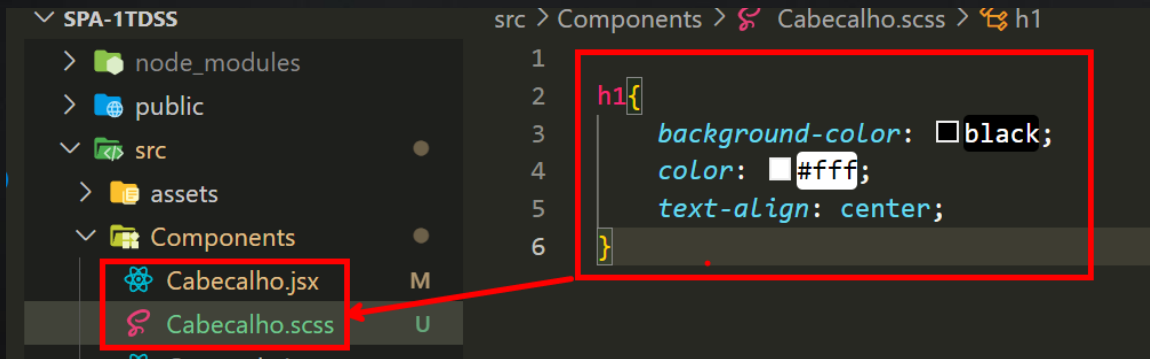 SPA-1TDSS
node_modules
public
src
assets
Components
Cabecalho.jsx M
Cabecalho.scss U
src > Components > Cabecalho.scss > h1
1
2 h1{
3 background-color: black;
4 color: #fff;
5 text-align: center;
6 }